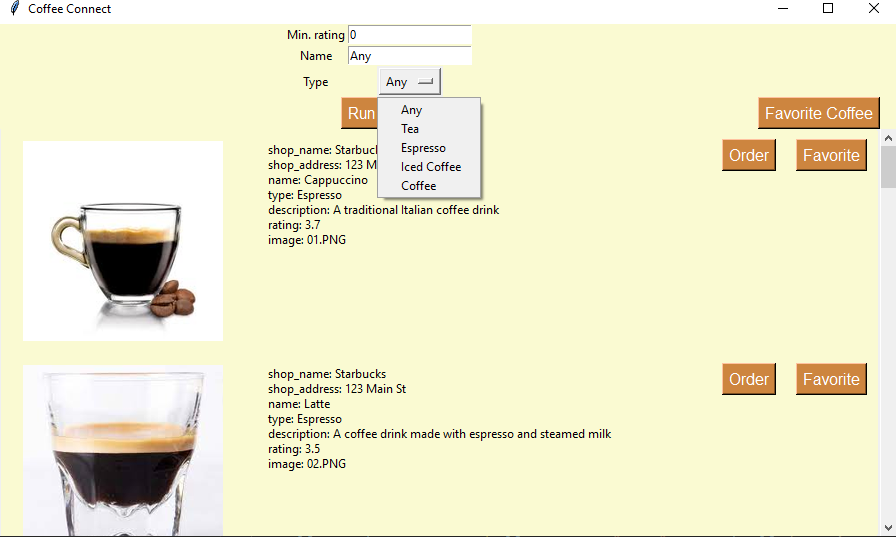 Coffee Connect
Min. rating 0
Name Any
Type Any
Any
Tea
Espresso
Iced Coffee
Coffee
Run
Favorite Coffee
shop_name:
shop_address: 123
name: Cappuccino
type: Espresso
description: A traditional Italian coffee drink
rating: 3.7
image: 01.PNG
Order Favorite
shop_name: Starbucks
shop_address: 123 Main St
name: Latte
type: Espresso
description: A coffee drink made with espresso and steamed milk
rating: 3.5
image: 02.PNG
Order Favorite